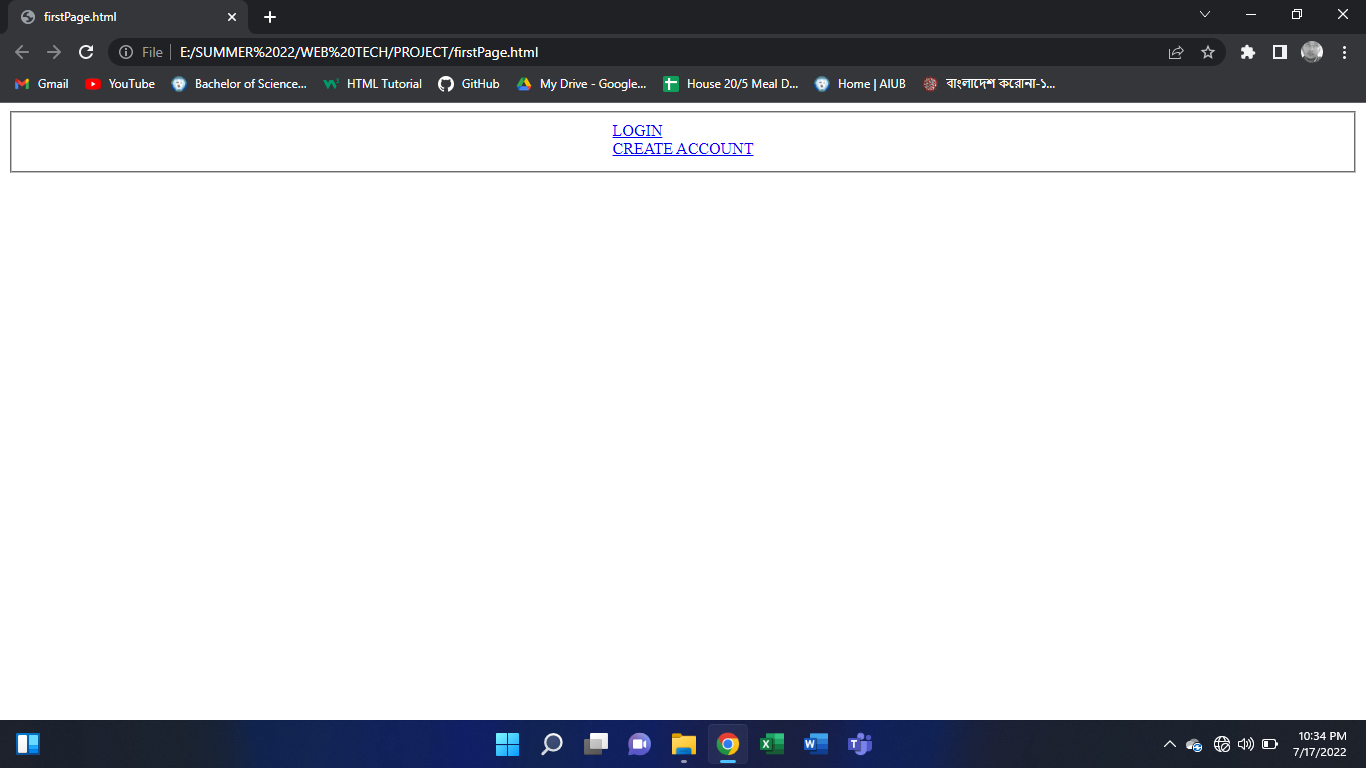 firstPage.html
File E:/SUMMER%2022/WEB%20TECH/PROJECT/firstPage.html
Gmail YouTube Bachelor of Science... HTML Tutorial GitHub My Drive - Google... House 20/5 Meal D... Home | AIUB বাংলাদেশ করোনা-১...
LOGIN
CREATE ACCOUNT
10:34 PM
7/17/2022